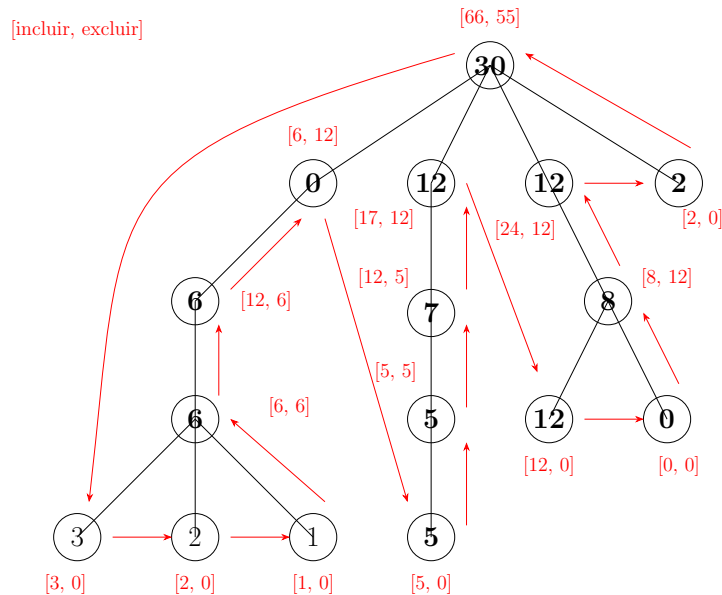 [66, 55]
[incluir, excluir]
30
[6, 12]
0 12 12 2
[17, 12] [24, 12] [2, 0]
[12, 5] [8, 12]
6 [12, 6] 7 8
[5, 5]
[6, 6]
6 5 12 0
[12, 0] [0, 0]
3 2 1 5
[3, 0] [2, 0] [1, 0] [5, 0]